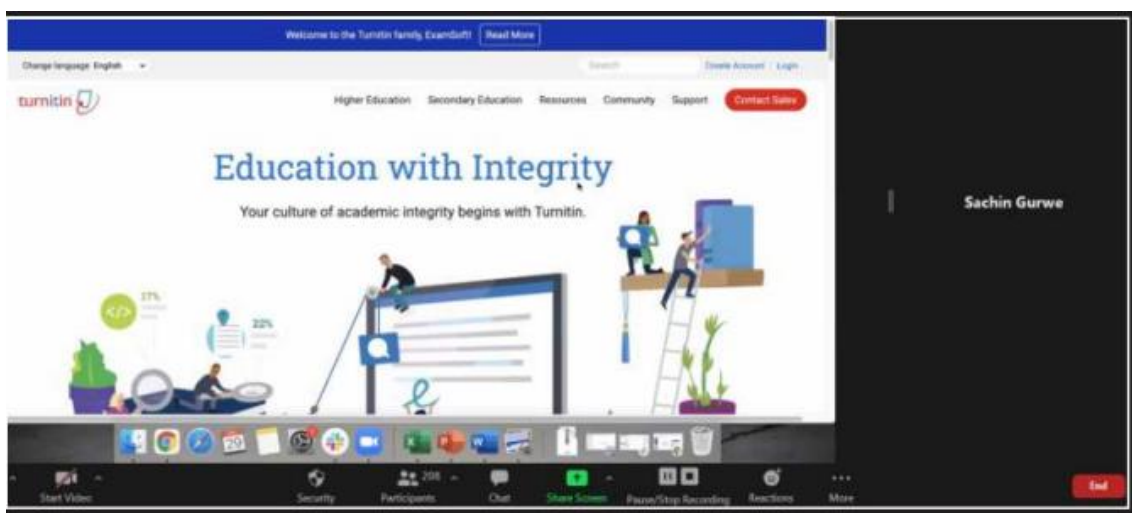 Welcome to the Turnitin family, ExamSoft! Read More
Change language English
Search Create Account Login
turnitin
Higher Education Secondary Education Resources Community Support Contact Sales
Education with Integrity
Your culture of academic integrity begins with Turnitin.
Sachin Gurwe
</>
27%
22%
29
Start Video Security Participants 208 Chat Share Screen Pause/Stop Recording Reactions More End